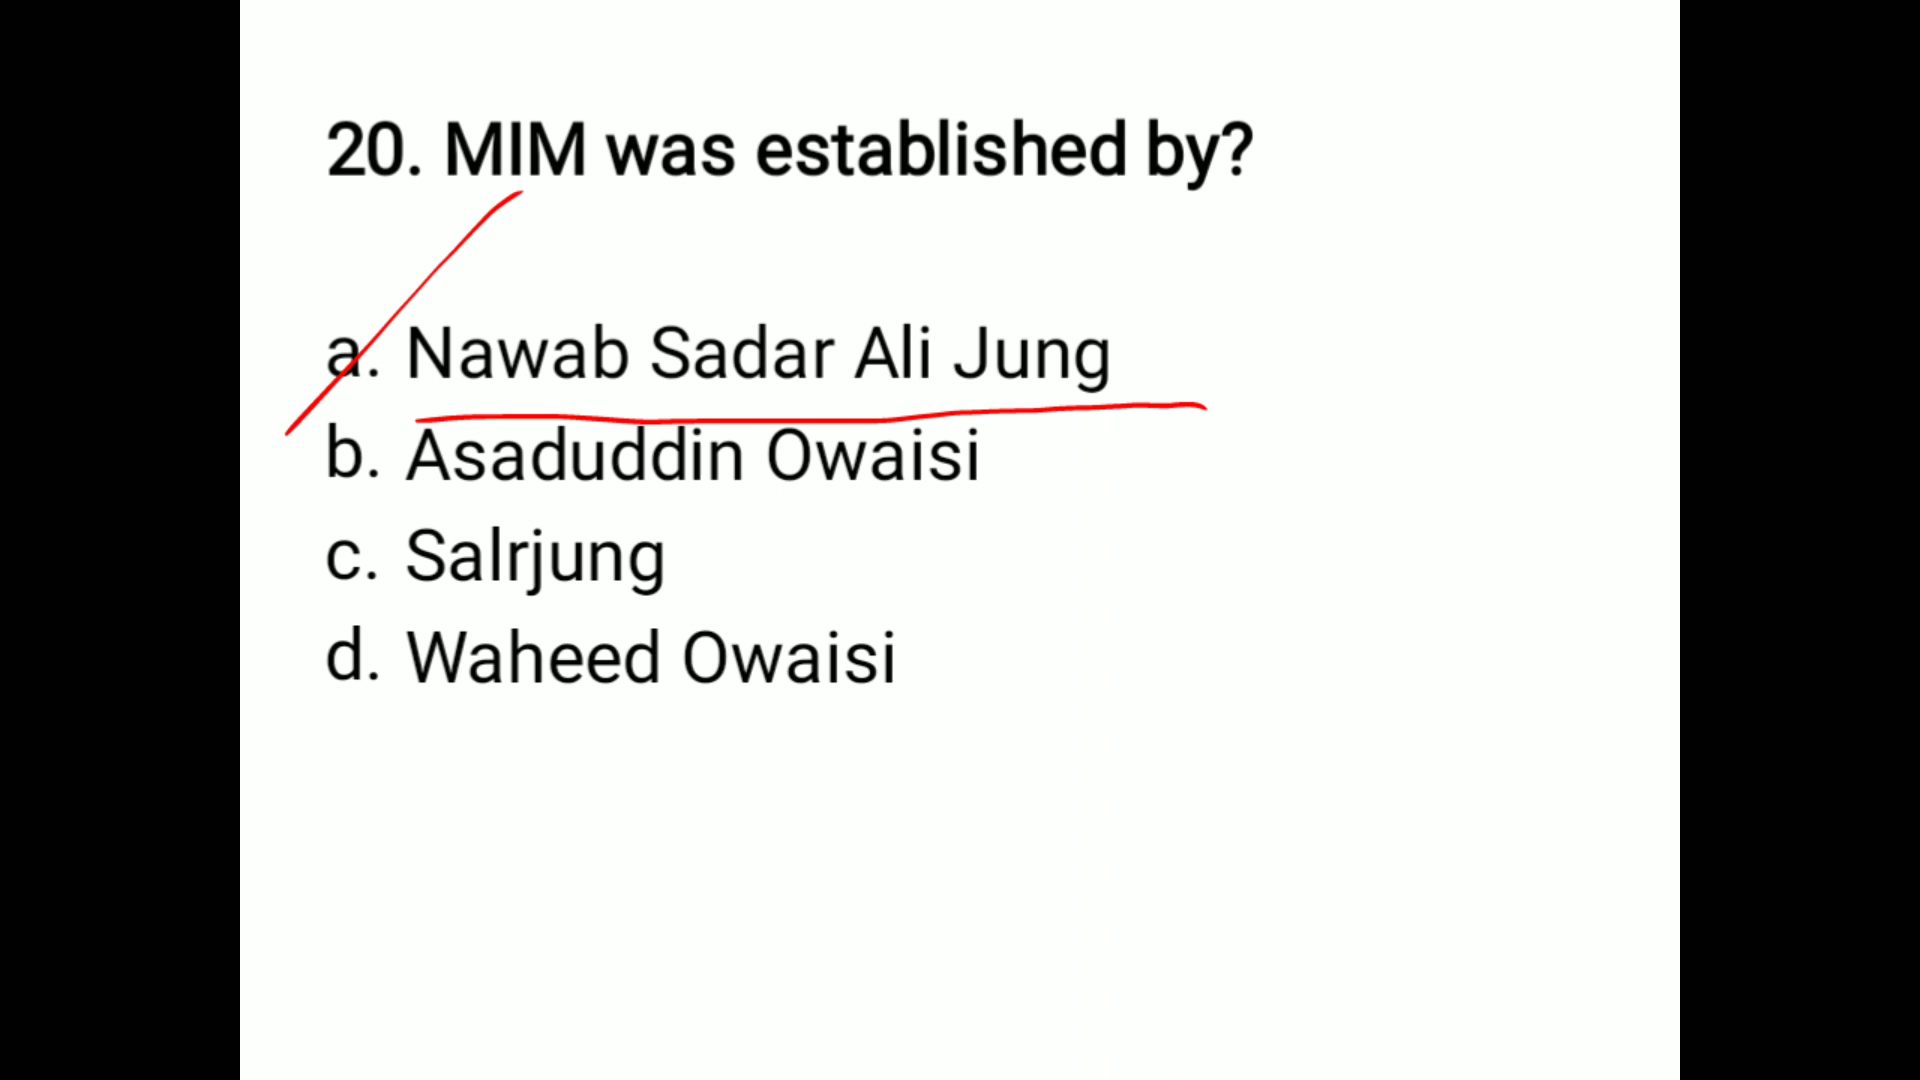 20. MIM was established by?
a. Nawab Sadar Ali Jung
b. Asaduddin Owaisi
c. Salrjung
d. Waheed Owaisi